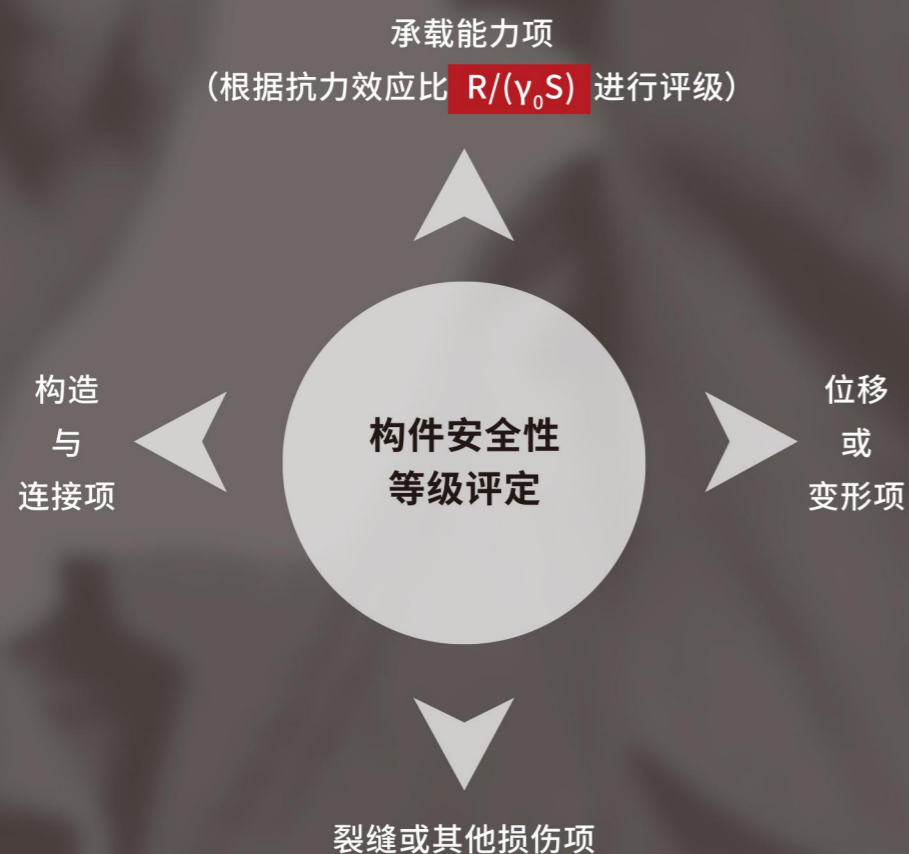 承载能力项
（根据抗力效应比 R/(γ₀S) 进行评级）
构造
与
连接项
构件安全性
等级评定
位移
或
变形项
裂缝或其他损伤项